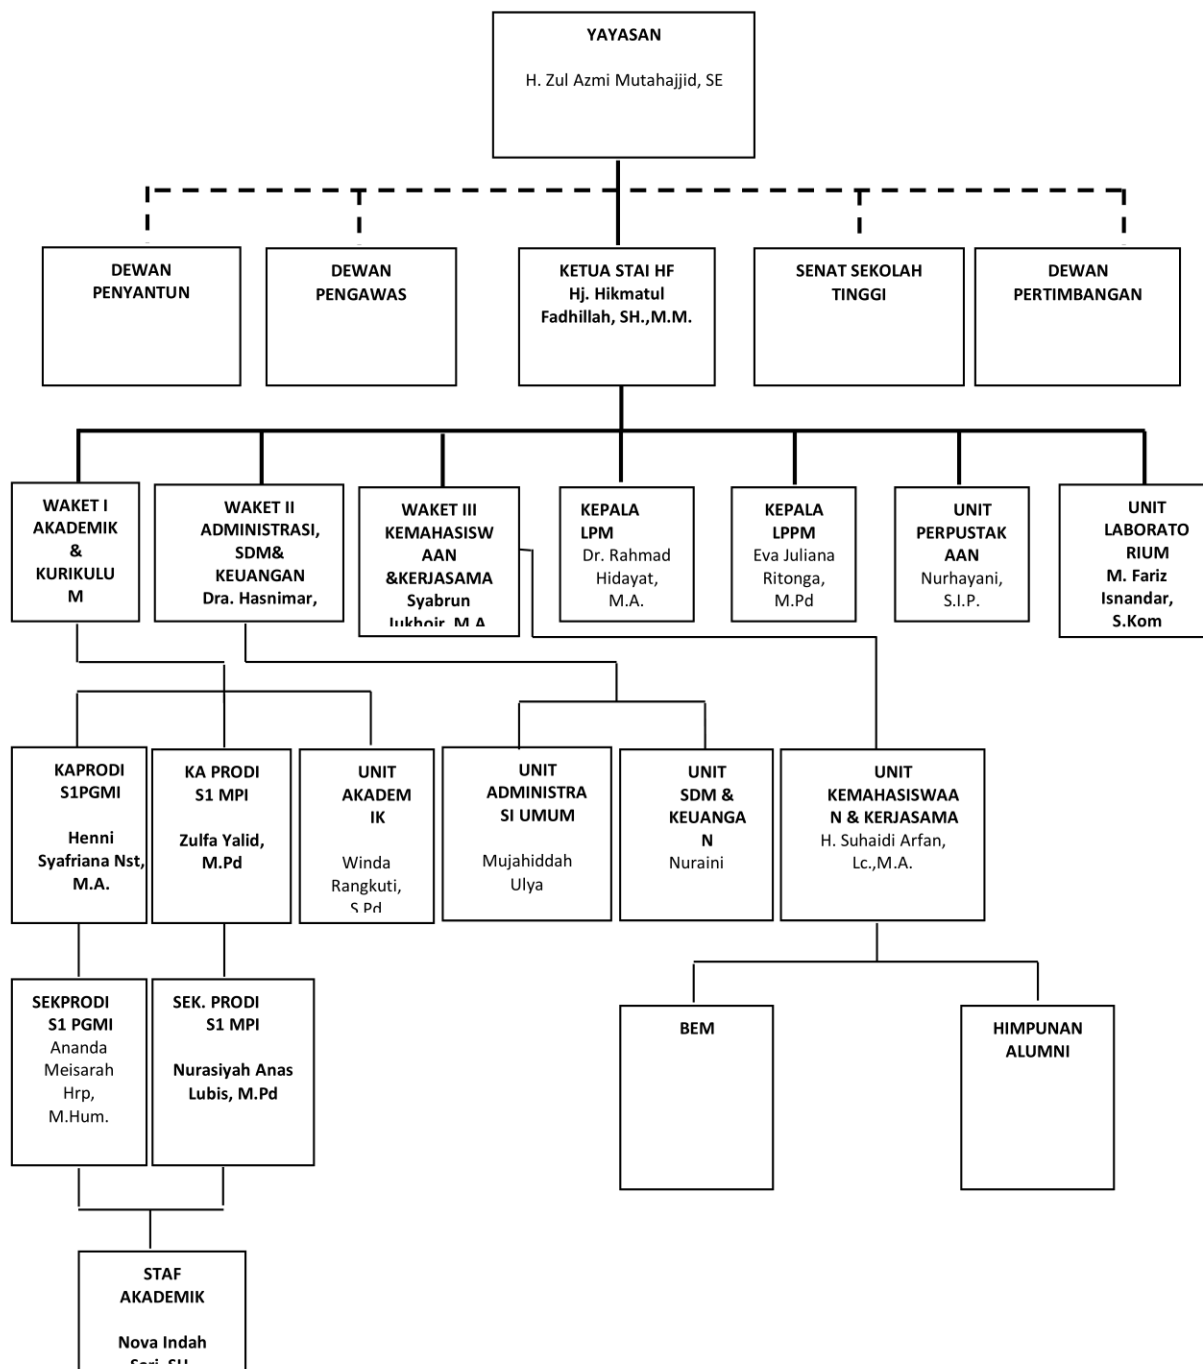 YAYASAN
H. Zul Azmi Mutahajjid, SE
DEWAN
PENYANTUN
DEWAN
PENGAWAS
KETUA STAI HF
Hj. Hikmatul
Fadhillah, SH.,M.M.
SENAT SEKOLAH
TINGGI
DEWAN
PERTIMBANGAN
WAKET I
AKADEMIK
&
KURIKULU
M
WAKET II
ADMINISTRASI,
SDM&
KEUANGAN
Dra. Hasnimar,
WAKET III
KEMAHASISW
AAN
&KERJASAMA
Syabrun
M.A
KEPALA
LPM
Dr. Rahmad
Hidayat,
M.A.
KEPALA
LPPM
Eva Juliana
Ritonga,
M.Pd
UNIT
PERPUSTAK
AAN
Nurhayani,
S.I.P.
UNIT
LABORATO
RIUM
M. Fariz
Isnandar,
S.Kom
KAPRODI
S1PGMI
Henni
Syafriana Nst,
M.A.
KA PRODI
S1 MPI
Zulfa Yalid,
M.Pd
UNIT
AKADEM
IK
Winda
Rangkuti,
S.Pd
UNIT
ADMINISTRA
SI UMUM
Mujahiddah
Ulya
UNIT
SDM &
KEUANGA
N
Nuraini
UNIT
KEMAHASISWAA
N & KERJASAMA
H. Suhaidi Arfan,
Lc.,M.A.
SEKPRODI
S1 PGMI
Ananda
Meisarah
Hrp,
M.Hum.
SEK. PRODI
S1 MPI
Nurasiyah Anas
Lubis, M.Pd
BEM
HIMPUNAN
ALUMNI
STAF
AKADEMIK
Nova Indah
Sari, SH